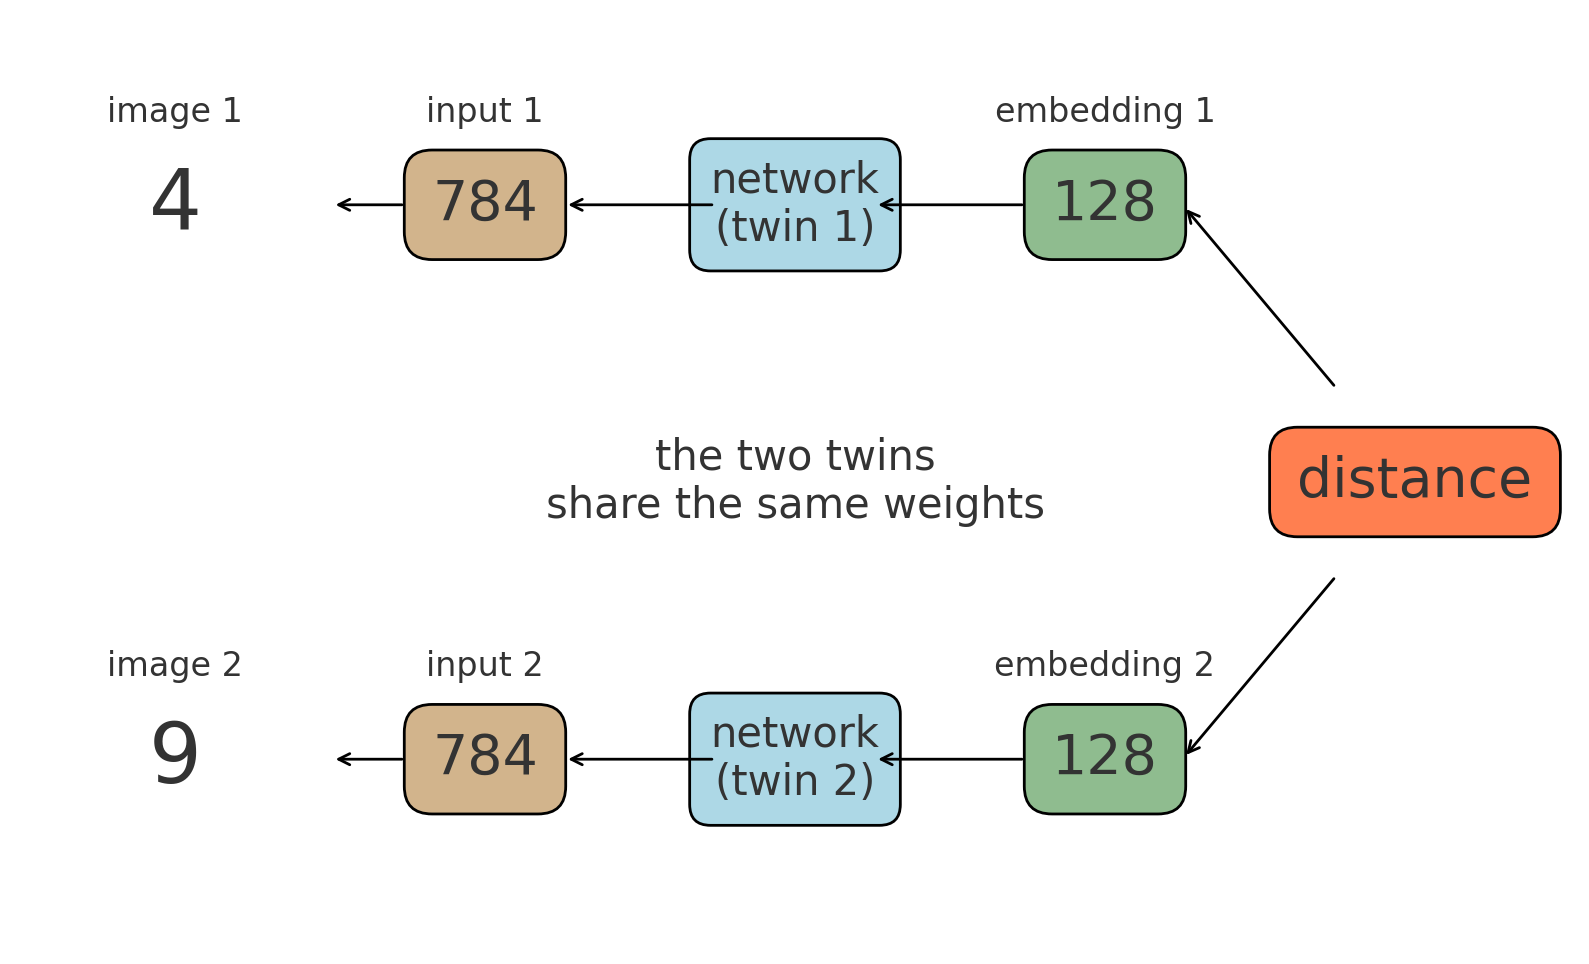 image 1
input 1
embedding 1
4
784
network
(twin 1)
128
the two twins
share the same weights
distance
image 2
input 2
embedding 2
9
784
network
(twin 2)
128